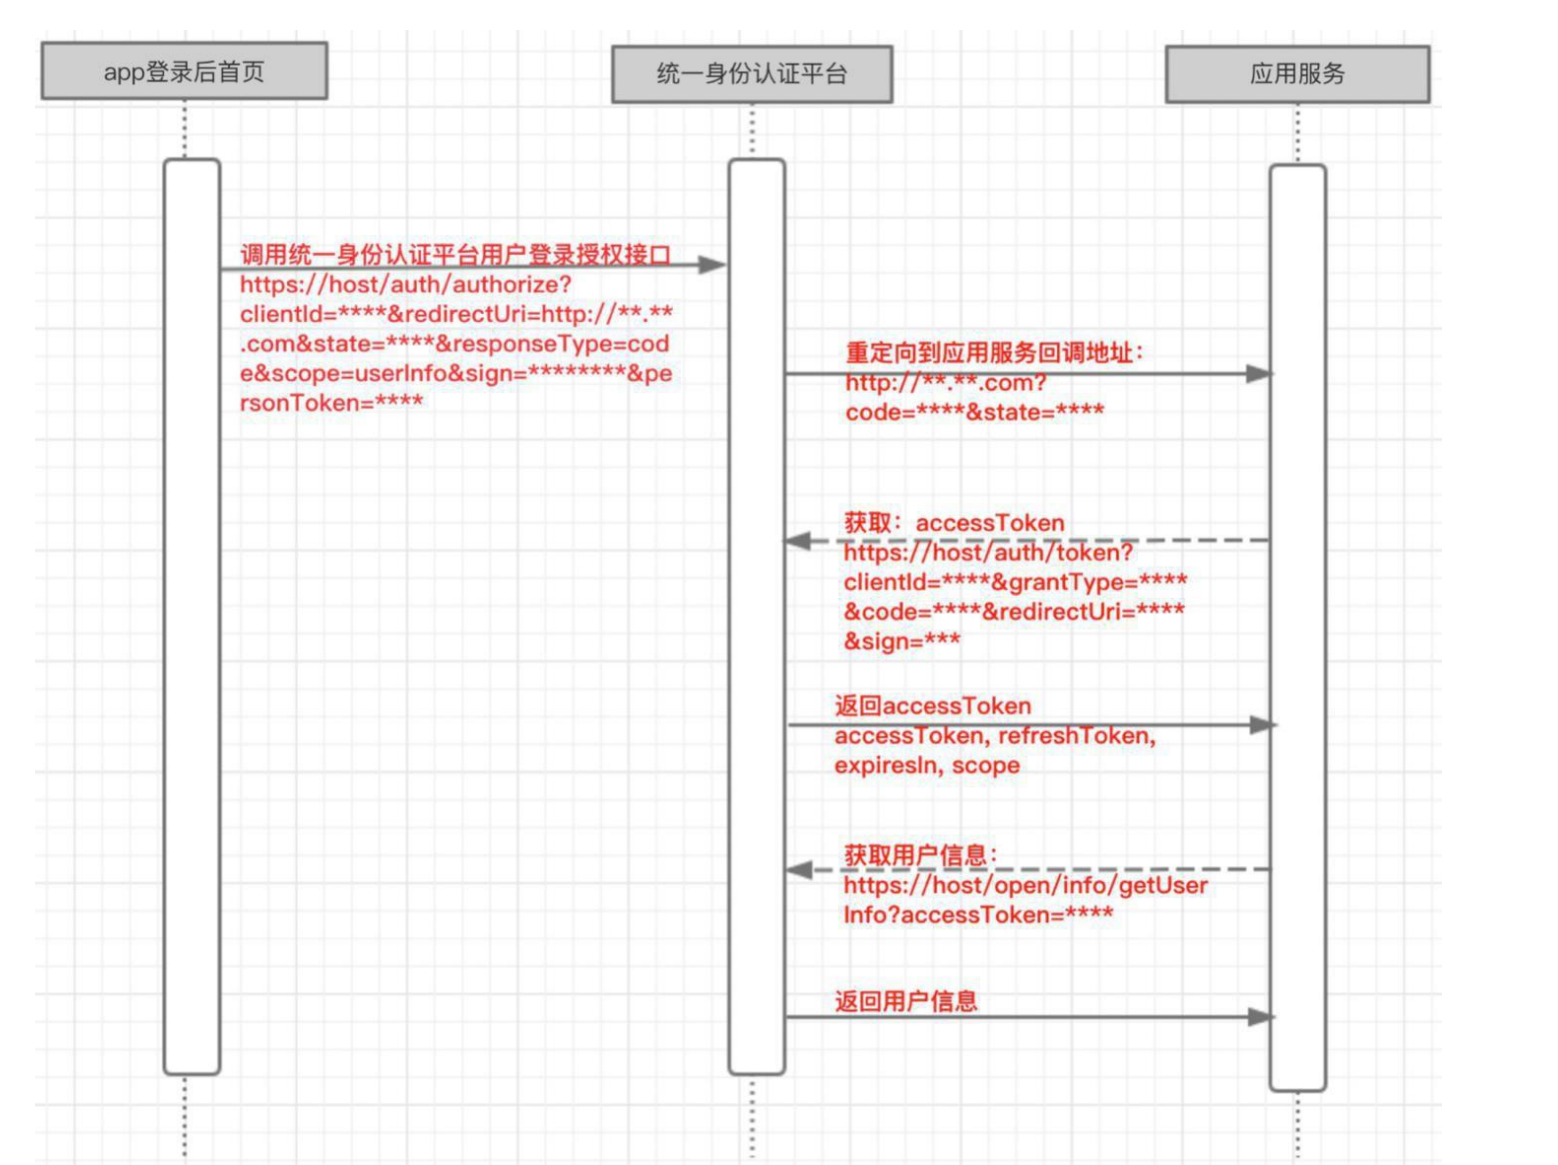 app登录后首页
统一身份认证平台
应用服务
调用统一身份认证平台用户登录授权接口
https://host/auth/authorize?
clientId=****&redirectUri=http://**.**
.com&state=****&responseType=cod
e&scope=userInfo&sign=********&pe
rsonToken=****
重定向到应用服务回调地址：
http://**.**.com?
code=****&state=****
获取：accessToken
https://host/auth/token?
clientId=****&grantType=****
&code=****&redirectUri=****
&sign=***
返回accessToken
accessToken, refreshToken,
expiresIn, scope
获取用户信息：
https://host/open/info/getUser
Info?accessToken=****
返回用户信息